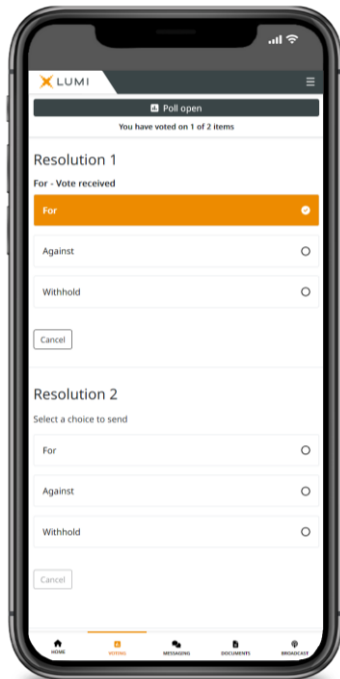 LUMI
Poll open
You have voted on 1 of 2 items
Resolution 1
For - Vote received
For
Against
Withhold
Cancel
Resolution 2
Select a choice to send
For
Against
Withhold
Cancel
HOME VOTING MESSAGING DOCUMENTS BROADCAST